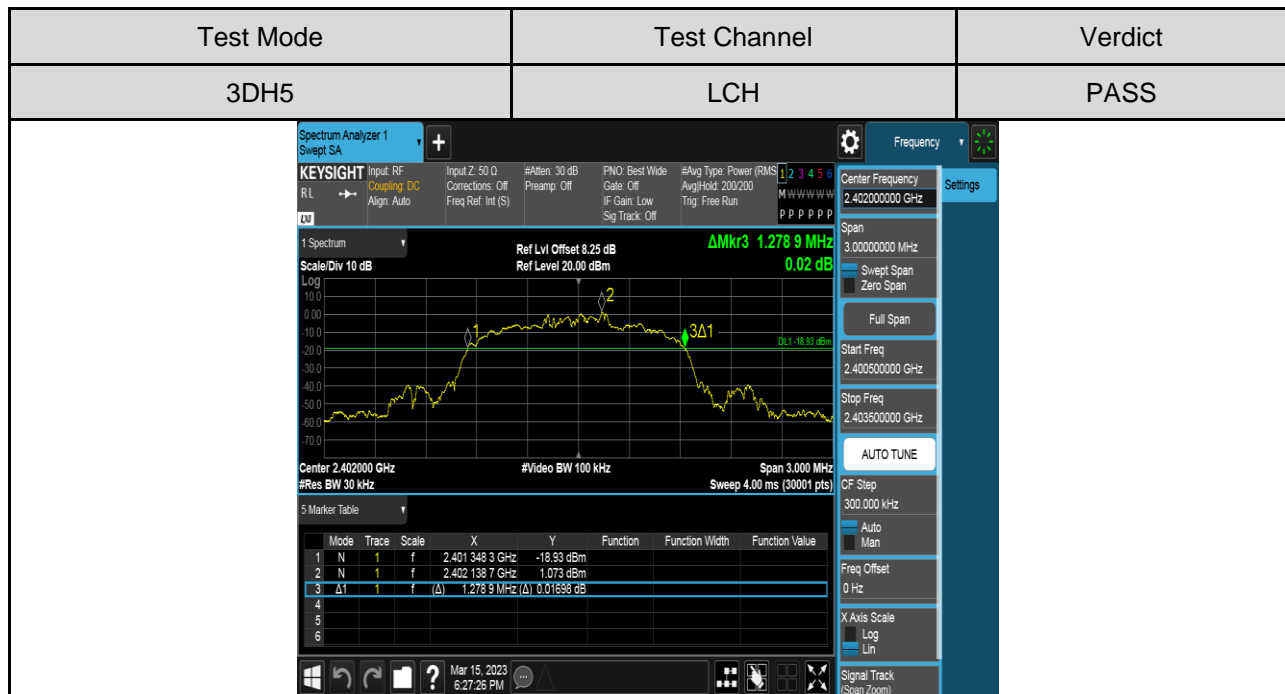 Test Mode Test Channel Verdict
3DH5 LCH PASS
Spectrum Analyzer 1
Swept SA
+
Frequency
KEYSIGHT Input: RF Input Z: 50 Ω #Atten: 30 dB PNO: Best Wide #Avg Type: Power (RMS 1 2 3 4 5 6
RL Coupling: DC Corrections: Off Preamp: Off Gate: Off Avg|Hold: 200/200 M W W W W W
Align: Auto Freq Ref: Int (S) IF Gain: Low Trig: Free Run
LXI Sig Track: Off P P P P P P
Center Frequency
2.402000000 GHz
Settings
Span
3.00000000 MHz
Swept Span
Zero Span
Full Span
Start Freq
2.400500000 GHz
Stop Freq
2.403500000 GHz
AUTO TUNE
CF Step
300.000 kHz
Auto
Man
Freq Offset
0 Hz
X Axis Scale
Log
Lin
Signal Track
(Span Zoom)
1 Spectrum
Ref Lvl Offset 8.25 dB
ΔMkr3 1.278 9 MHz
Scale/Div 10 dB Ref Level 20.00 dBm 0.02 dB
Log
10.0
0.00
-10.0
-20.0
-30.0
-40.0
-50.0
-60.0
-70.0
1
2
3Δ1
DL1 -18.93 dBm
Center 2.402000 GHz #Video BW 100 kHz Span 3.000 MHz
#Res BW 30 kHz Sweep 4.00 ms (30001 pts)
5 Marker Table
Mode Trace Scale X Y Function Function Width Function Value
1 N 1 f 2.401 348 3 GHz -18.93 dBm
2 N 1 f 2.402 138 7 GHz 1.073 dBm
3 Δ1 1 f (Δ) 1.278 9 MHz (Δ) 0.01698 dB
4
5
6
?
Mar 15, 2023
6:27:26 PM